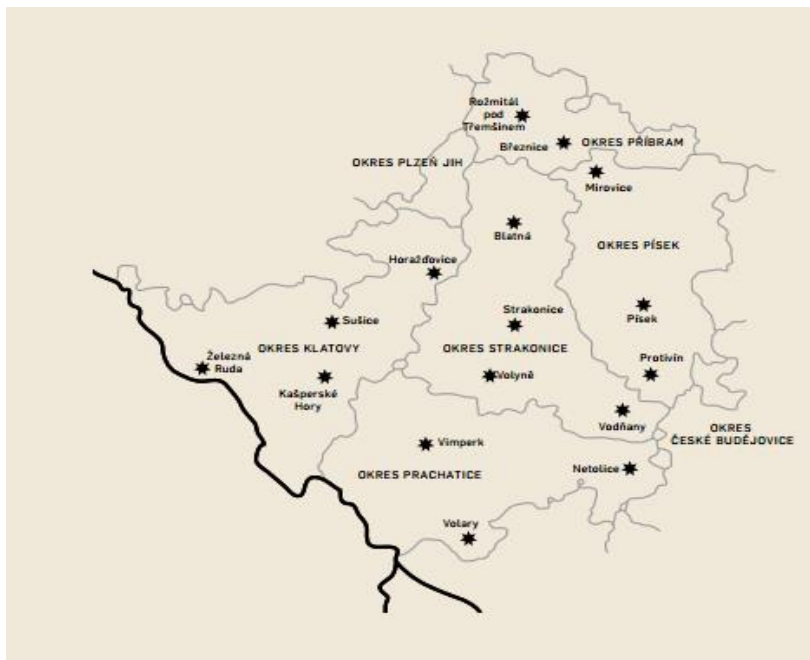 Rožmitál
pod
Třemšínem
Březnice
OKRES PŘÍBRAM
OKRES PLZEŇ JIH
Mirovice
Blatná
OKRES PÍSEK
Horažďovice
Strakonice
Písek
Sušice
OKRES KLATOVY
OKRES STRAKONICE
Železná
Ruda
Protivín
Kašperské
Hory
Volyně
Vodňany
OKRES
ČESKÉ BUDĚJOVICE
Vimperk
Netolice
OKRES PRACHATICE
Volary